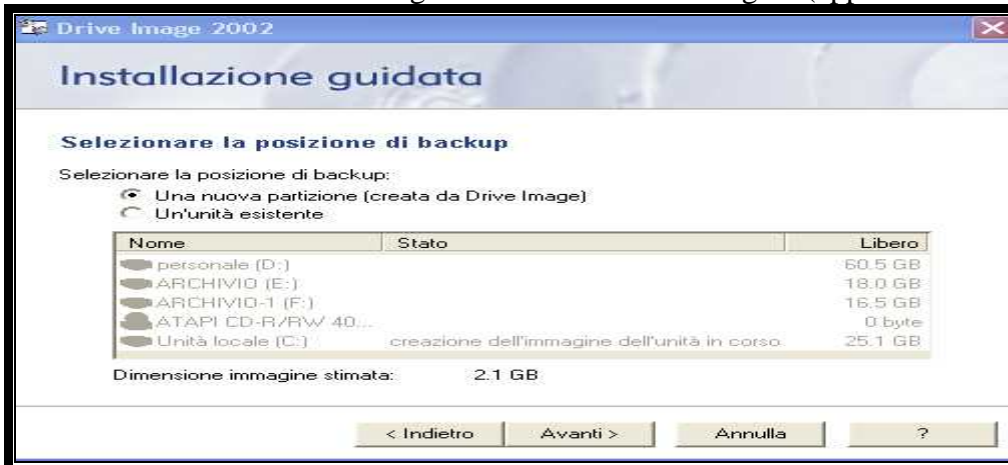 Drive Image 2002
Installazione guidata
Selezionare la posizione di backup
Selezionare la posizione di backup:
Una nuova partizione (creata da Drive Image)
Un'unità esistente
Nome Stato Libero
personale (D:) 60.5 GB
ARCHIVIO (E:) 18.0 GB
ARCHIVIO-1 (F:) 16.5 GB
ATAPI CD-R/RW 40... 0 byte
Unità locale (C:) creazione dell'immagine dell'unità in corso 25.1 GB
Dimensione immagine stimata: 2.1 GB
< Indietro Avanti > Annulla ?